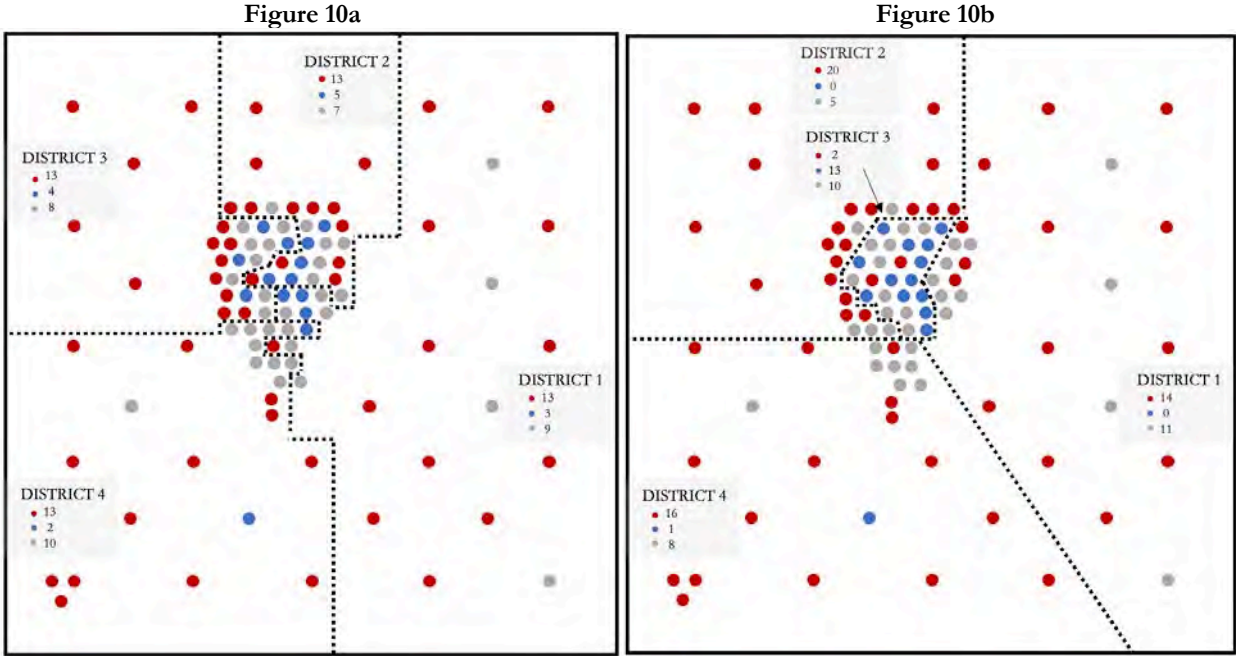 Figure 10a
DISTRICT 2
13
5
7
DISTRICT 3
13
4
8
DISTRICT 1
13
3
9
DISTRICT 4
13
2
10
Figure 10b
DISTRICT 2
20
0
5
DISTRICT 3
2
13
10
DISTRICT 1
14
0
11
DISTRICT 4
16
1
8